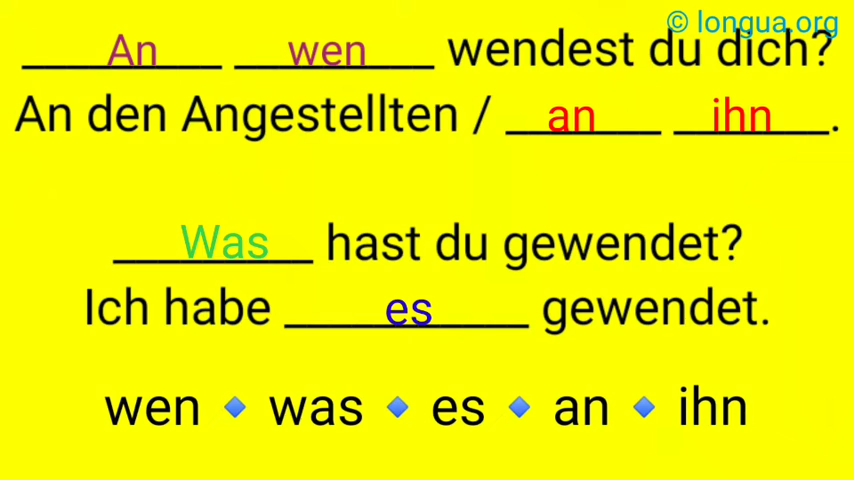 © longua.org
An wen wendest du dich?
An den Angestellten / an ihn.
Was hast du gewendet?
Ich habe es gewendet.
wen 🔹 was 🔹 es 🔹 an 🔹 ihn